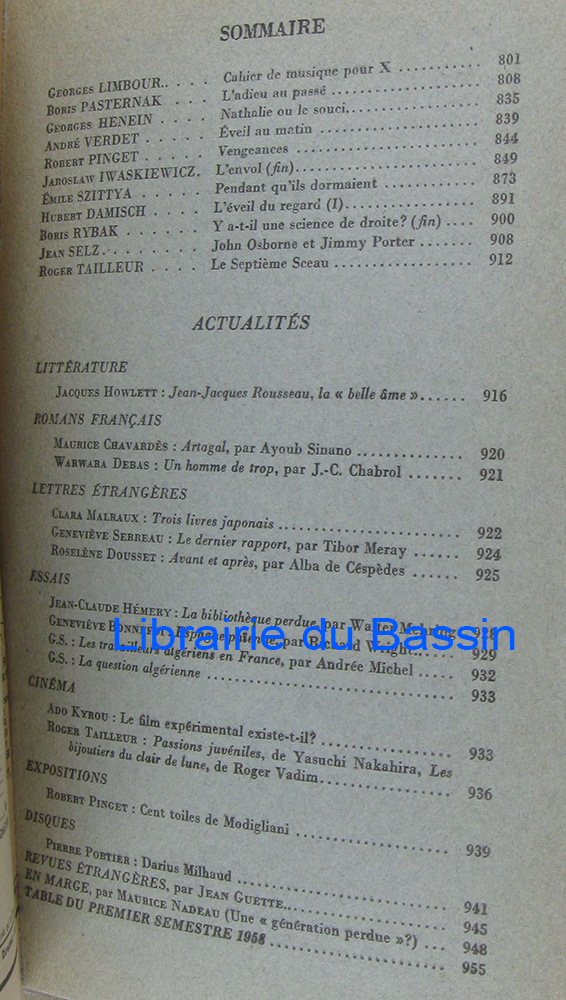 SOMMAIRE
GEORGES LIMBOUR.. . . . Cahier de musique pour X ........... 801
BORIS PASTERNAK . . . L'adieu au passé ................. 808
GEORGES HENEIN . . . . Nathalie ou le souci................ 835
ANDRÉ VERDET . . . . . Éveil au matin .................. 839
ROBERT PINGET . . . . . Vengeances .................... 844
JAROSLAW IWASKIEWICZ. L'envol (fin).................... 849
ÉMILE SZITTYA . . . . . Pendant qu'ils dormaient ............ 873
HUBERT DAMISCH . . . . L'éveil du regard (I)................ 891
BORIS RYBAK . . . . . . Y a-t-il une science de droite? (fin) .... 900
JEAN SELZ. . . . . . . . . John Osborne et Jimmy Porter ....... 908
ROGER TAILLEUR . . . . Le Septième Sceau ................. 912
ACTUALITÉS
LITTÉRATURE
JACQUES HOWLETT : Jean-Jacques Rousseau, la « belle âme »...... 916
ROMANS FRANÇAIS
MAURICE CHAVARDÈS : Artagal, par Ayoub Sinano ............. 920
WARWARA DEBAS : Un homme de trop, par J.-C. Chabrol ....... 921
LETTRES ÉTRANGÈRES
CLARA MALRAUX : Trois livres japonais ...................... 922
GENEVIÈVE SERREAU : Le dernier rapport, par Tibor Meray ...... 924
ROSELÈNE DOUSSET : Avant et après, par Alba de Céspèdes ....... 925
ESSAIS
JEAN-CLAUDE HÉMERY : La bibliothèque perdue, par Walter Mehring 928
GENEVIÈVE Espagne païenne, par Richard Wright... 929
G.S. : Les travailleurs algériens en France, par Andrée Michel ..... 932
G.S. : La question algérienne ............................ 933
Librairie du Bassin
CINÉMA
ADO KYROU : Le film expérimental existe-t-il? ................ 933
ROGER TAILLEUR : Passions juvéniles, de Yasuchi Nakahira, Les
bijoutiers du clair de lune, de Roger Vadim................ 936
EXPOSITIONS
ROBERT PINGET : Cent toiles de Modigliani .................. 939
DISQUES
PIERRE PORTIER : Darius Milhaud ........................ 941
REVUES ÉTRANGÈRES, par JEAN GUETTE.................. 945
EN MARGE, par MAURICE NADEAU (Une « génération perdue »?) ... 948
TABLE DU PREMIER SEMESTRE 1958 ..................... 955